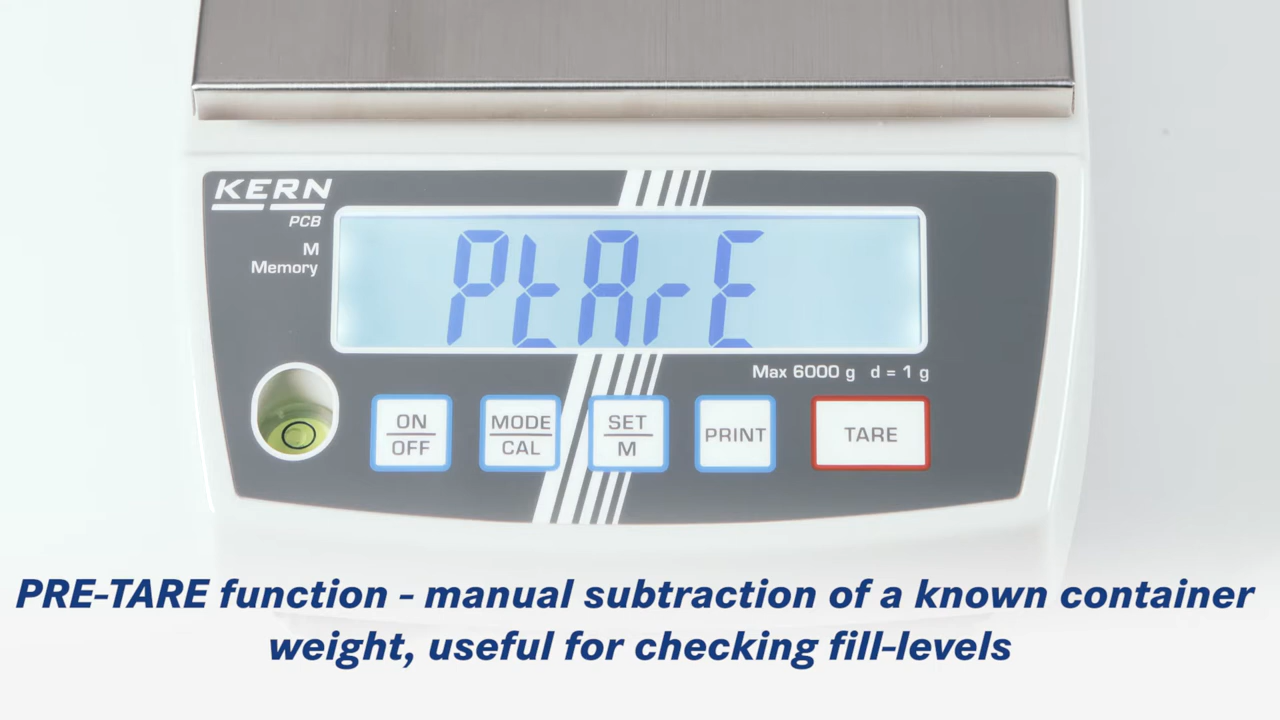 KERN
PCB
M
Memory
PtArE
Max 6000 g d = 1 g
ON
OFF
MODE
CAL
SET
M
PRINT
TARE
PRE-TARE function - manual subtraction of a known container
weight, useful for checking fill-levels